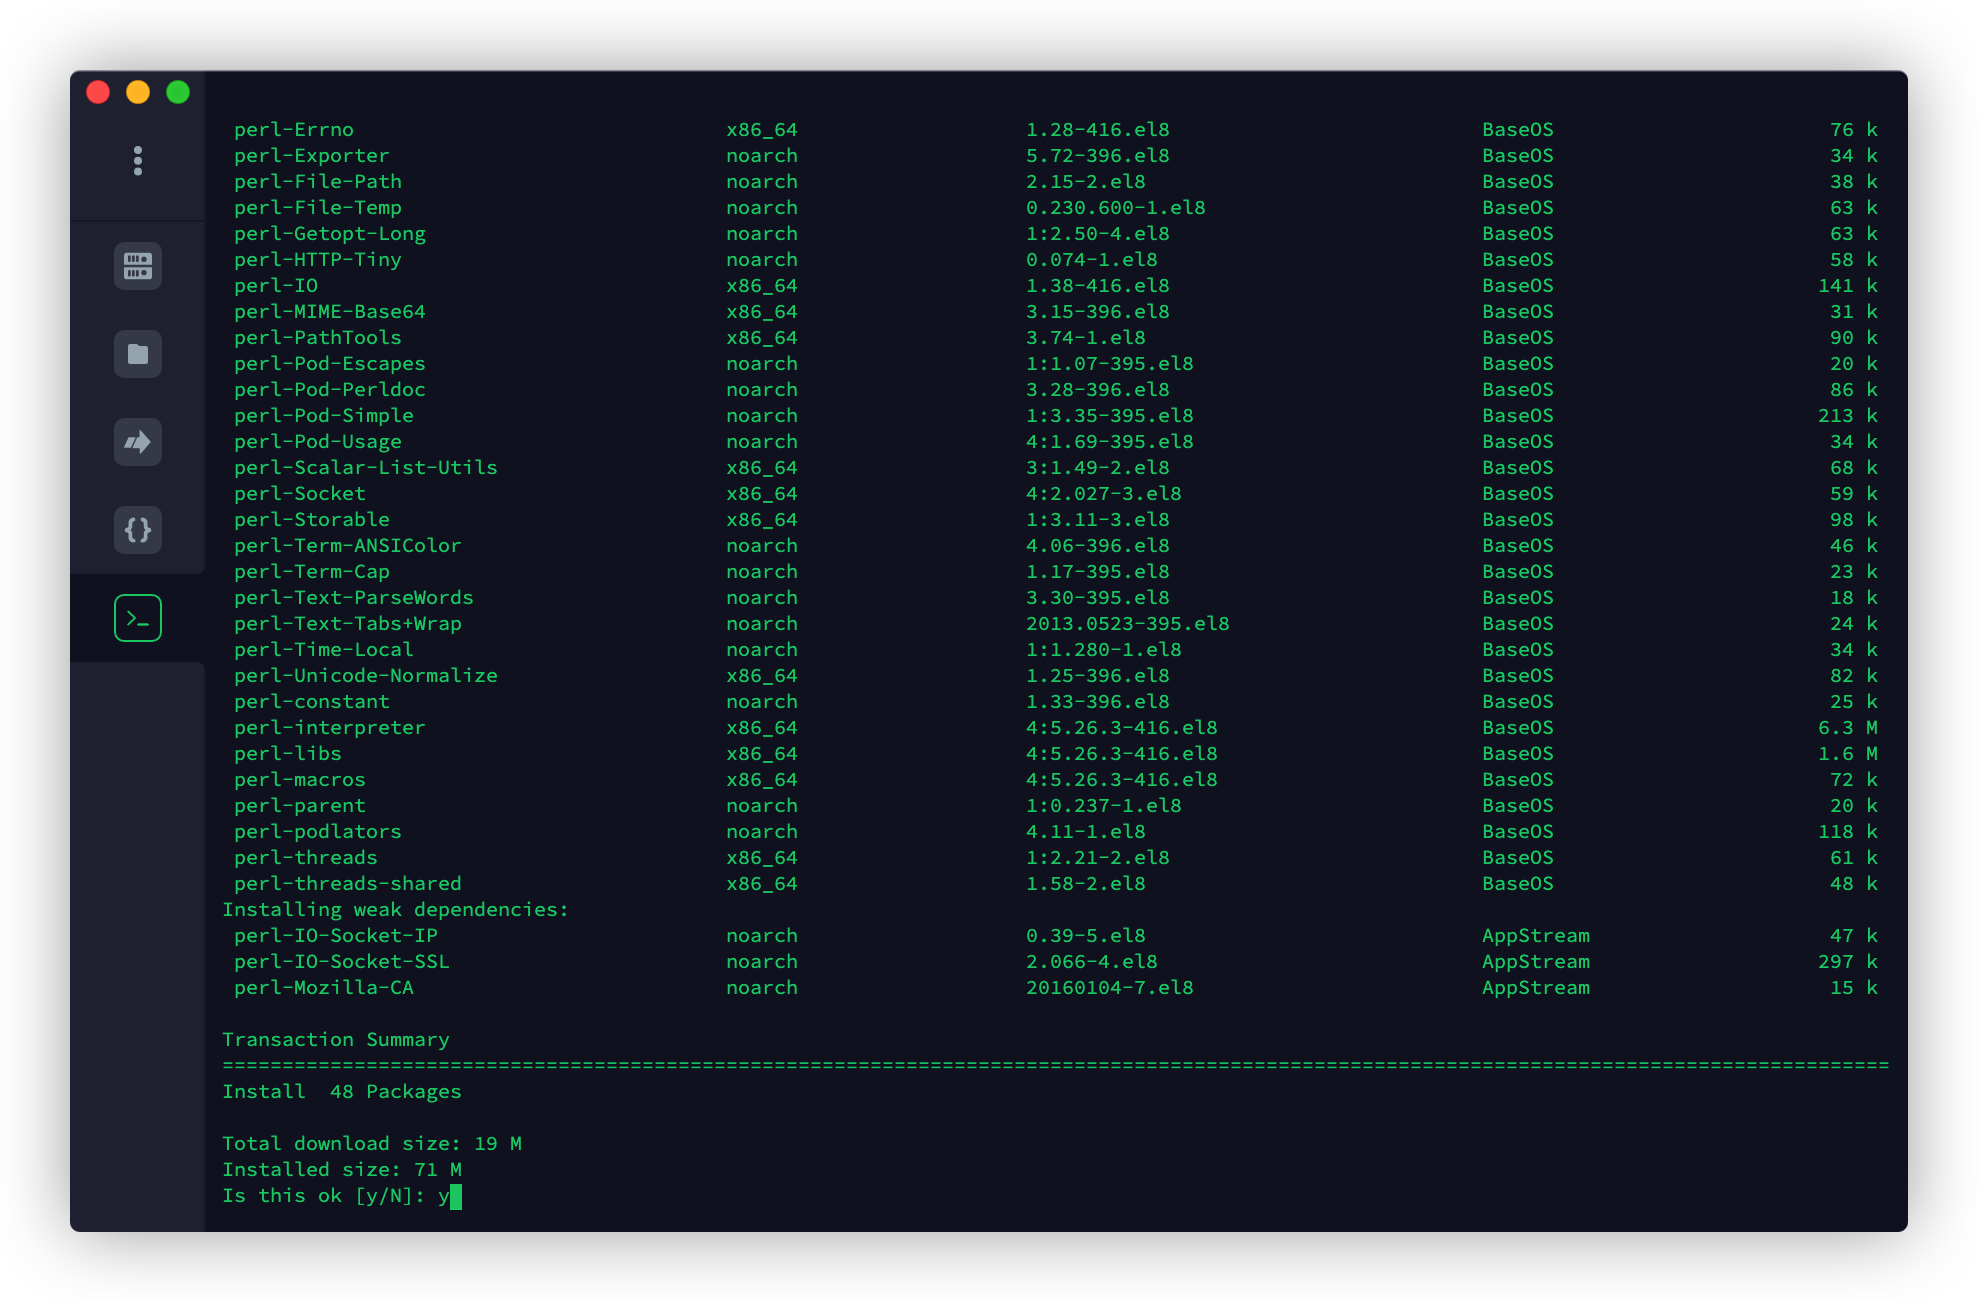 perl-Errno x86_64 1.28-416.el8 BaseOS 76 k
perl-Exporter noarch 5.72-396.el8 BaseOS 34 k
perl-File-Path noarch 2.15-2.el8 BaseOS 38 k
perl-File-Temp noarch 0.230.600-1.el8 BaseOS 63 k
perl-Getopt-Long noarch 1:2.50-4.el8 BaseOS 63 k
perl-HTTP-Tiny noarch 0.074-1.el8 BaseOS 58 k
perl-IO x86_64 1.38-416.el8 BaseOS 141 k
perl-MIME-Base64 x86_64 3.15-396.el8 BaseOS 31 k
perl-PathTools x86_64 3.74-1.el8 BaseOS 90 k
perl-Pod-Escapes noarch 1:1.07-395.el8 BaseOS 20 k
perl-Pod-Perldoc noarch 3.28-396.el8 BaseOS 86 k
perl-Pod-Simple noarch 1:3.35-395.el8 BaseOS 213 k
perl-Pod-Usage noarch 4:1.69-395.el8 BaseOS 34 k
perl-Scalar-List-Utils x86_64 3:1.49-2.el8 BaseOS 68 k
perl-Socket x86_64 4:2.027-3.el8 BaseOS 59 k
perl-Storable x86_64 1:3.11-3.el8 BaseOS 98 k
perl-Term-ANSIColor noarch 4.06-396.el8 BaseOS 46 k
perl-Term-Cap noarch 1.17-395.el8 BaseOS 23 k
perl-Text-ParseWords noarch 3.30-395.el8 BaseOS 18 k
perl-Text-Tabs+Wrap noarch 2013.0523-395.el8 BaseOS 24 k
perl-Time-Local noarch 1:1.280-1.el8 BaseOS 34 k
perl-Unicode-Normalize x86_64 1.25-396.el8 BaseOS 82 k
perl-constant noarch 1.33-396.el8 BaseOS 25 k
perl-interpreter x86_64 4:5.26.3-416.el8 BaseOS 6.3 M
perl-libs x86_64 4:5.26.3-416.el8 BaseOS 1.6 M
perl-macros x86_64 4:5.26.3-416.el8 BaseOS 72 k
perl-parent noarch 1:0.237-1.el8 BaseOS 20 k
perl-podlators noarch 4.11-1.el8 BaseOS 118 k
perl-threads x86_64 1:2.21-2.el8 BaseOS 61 k
perl-threads-shared x86_64 1.58-2.el8 BaseOS 48 k
Installing weak dependencies:
perl-IO-Socket-IP noarch 0.39-5.el8 AppStream 47 k
perl-IO-Socket-SSL noarch 2.066-4.el8 AppStream 297 k
perl-Mozilla-CA noarch 20160104-7.el8 AppStream 15 k
Transaction Summary
===========================================================================================================================================
Install  48 Packages
Total download size: 19 M
Installed size: 71 M
Is this ok [y/N]: y